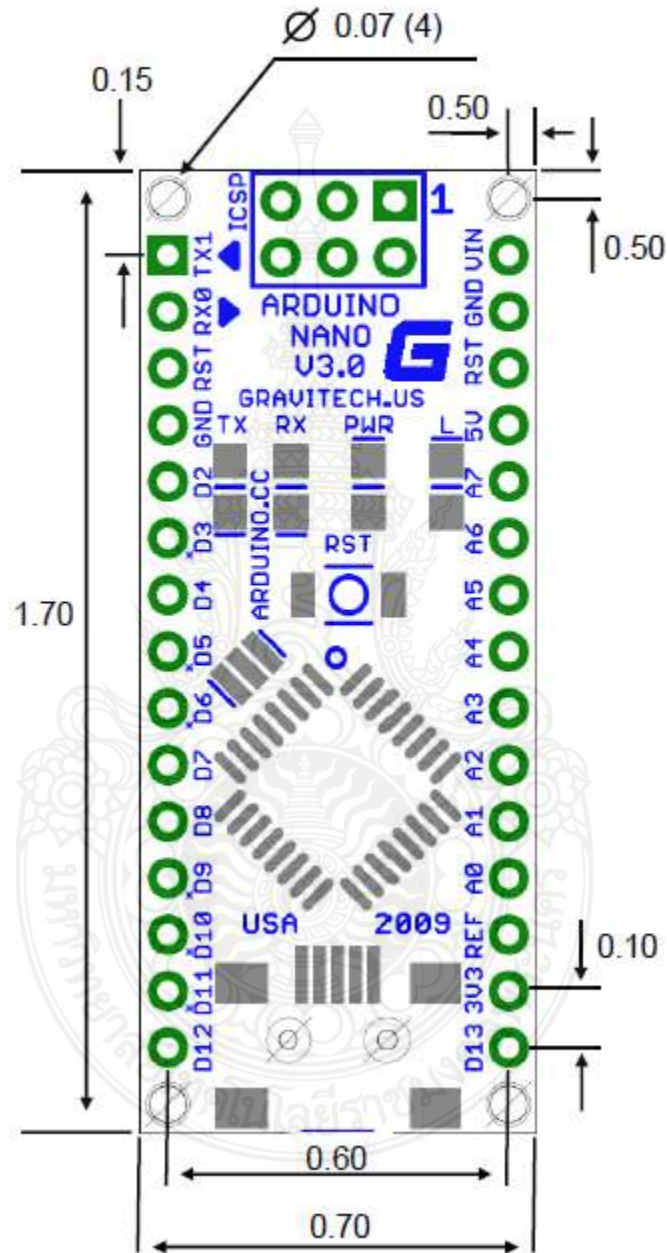 Ø 0.07 (4)
0.15
0.50
0.50
ICSP
1
TX1
RX0
RST
GND
D2
D3
D4
D5
D6
D7
D8
D9
D10
D11
D12
ARDUINO
NANO
V3.0
G
GRAVITECH.US
TX RX PWR L
ARDUINO.CC
RST
USA 2009
VIN
GND
RST
5V
A7
A6
A5
A4
A3
A2
A1
A0
REF
3V3
D13
1.70
0.10
0.60
0.70